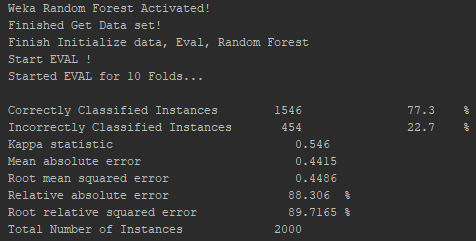 Weka Random Forest Activated!
Finished Get Data set!
Finish Initialize data, Eval, Random Forest
Start EVAL !
Started EVAL for 10 Folds...
Correctly Classified Instances 1546 77.3 %
Incorrectly Classified Instances 454 22.7 %
Kappa statistic 0.546
Mean absolute error 0.4415
Root mean squared error 0.4486
Relative absolute error 88.306 %
Root relative squared error 89.7165 %
Total Number of Instances 2000